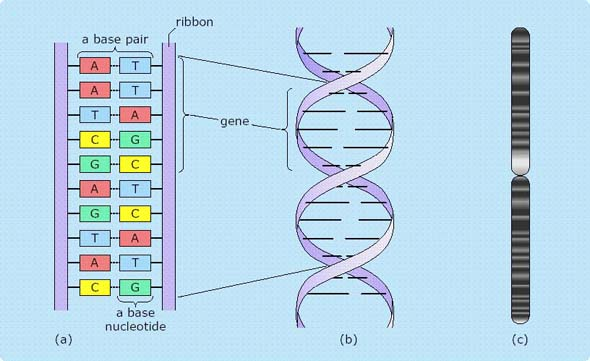 ribbon
a base pair
A T
A T
T A
C G
G C
A T
G C
T A
A T
C G
gene
a base
nucleotide
(a) (b) (c)